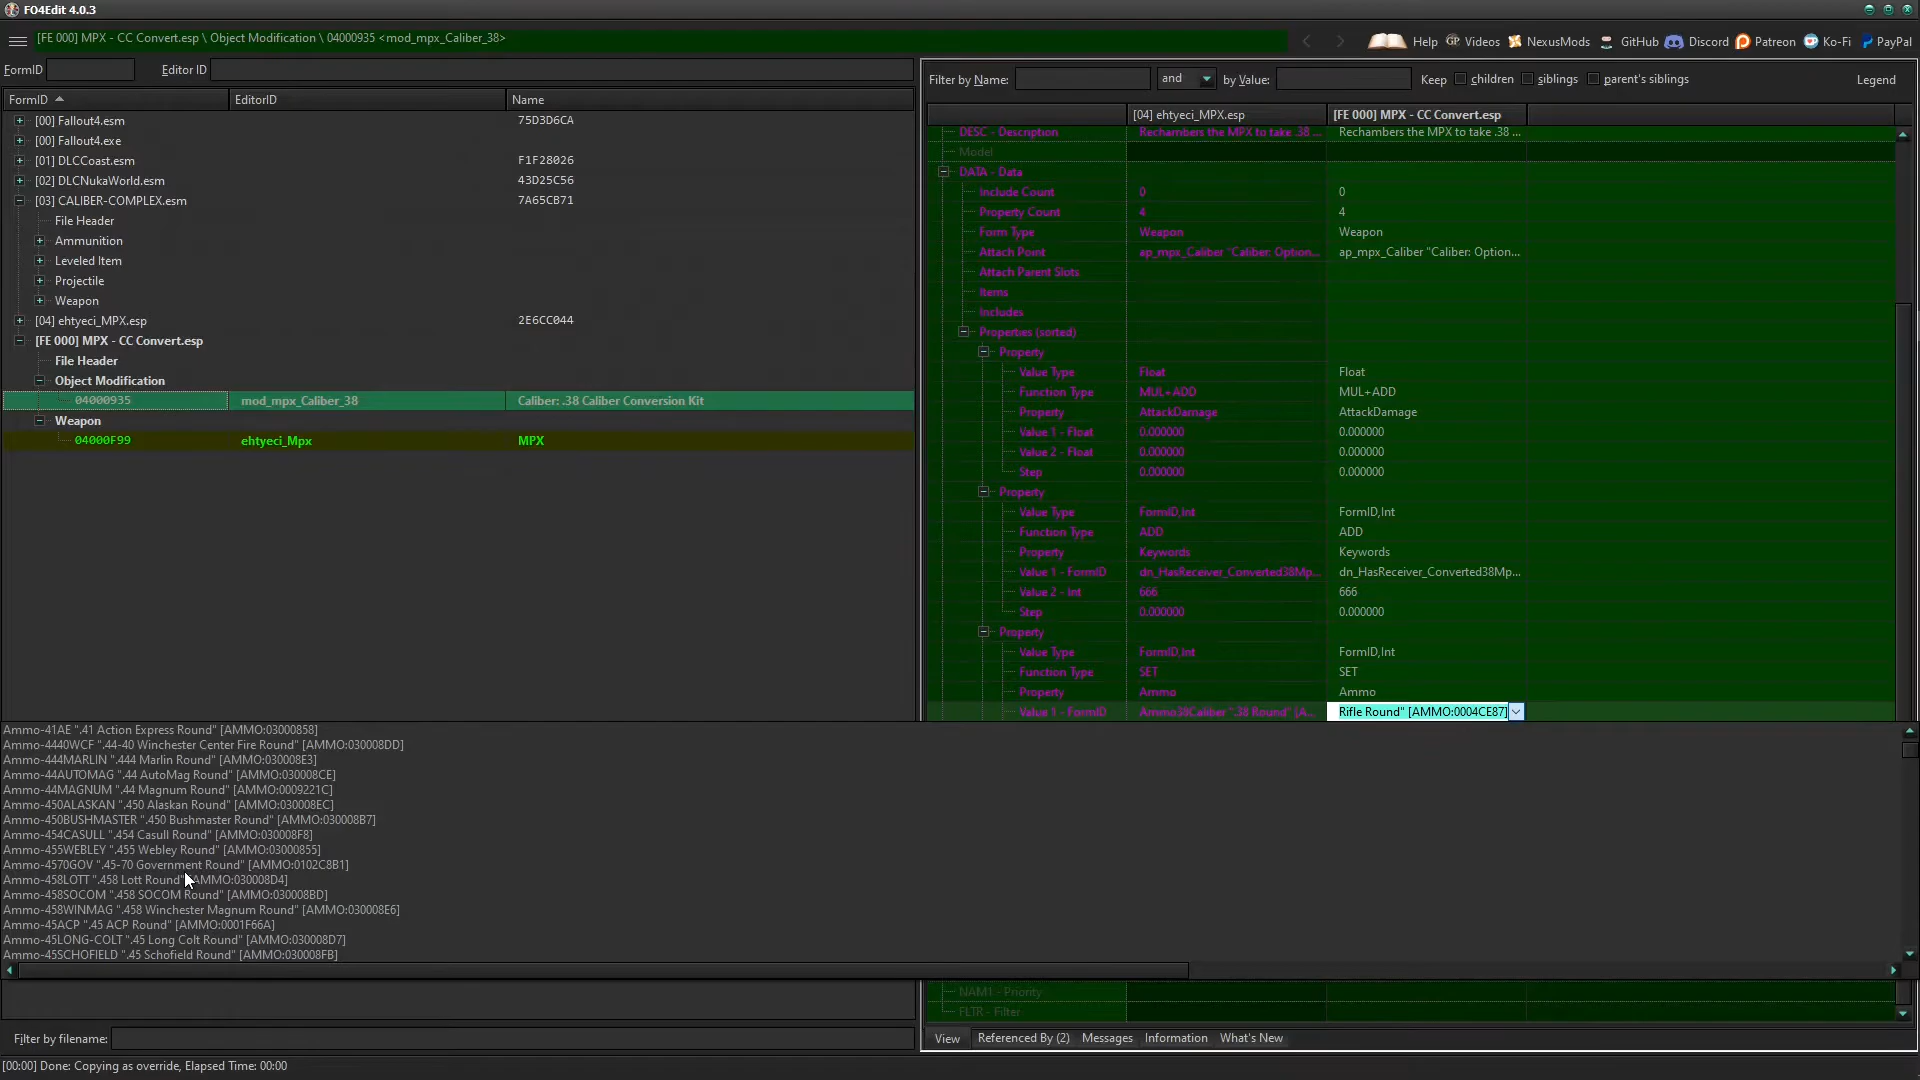 FO4Edit 4.0.3
[FE 000] MPX - CC Convert.esp \ Object Modification \ 04000935 <mod_mpx_Caliber_38>
Help
Videos
NexusMods
GitHub
Discord
Patreon
Ko-Fi
PayPal
FormID
Editor ID
FormID
EditorID
Name
[00] Fallout4.esm 75D3D6CA
[00] Fallout4.exe
[01] DLCCoast.esm F1F28026
[02] DLCNukaWorld.esm 43D25C56
[03] CALIBER-COMPLEX.esm 7A65CB71
File Header
Ammunition
Leveled Item
Projectile
Weapon
[04] ehtyeci_MPX.esp 2E6CC044
[FE 000] MPX - CC Convert.esp
File Header
Object Modification
04000935 mod_mpx_Caliber_38 Caliber: .38 Caliber Conversion Kit
Weapon
04000F99 ehtyeci_Mpx MPX
Filter by Name: and by Value: Keep children siblings parent's siblings Legend
[04] ehtyeci_MPX.esp [FE 000] MPX - CC Convert.esp
DESC - Description Rechambers the MPX to take .38 ... Rechambers the MPX to take .38 ...
Model
DATA - Data
Include Count 0 0
Property Count 4 4
Form Type Weapon Weapon
Attach Point ap_mpx_Caliber "Caliber: Option... ap_mpx_Caliber "Caliber: Option...
Attach Parent Slots
Items
Includes
Properties (sorted)
Property
Value Type Float Float
Function Type MUL+ADD MUL+ADD
Property AttackDamage AttackDamage
Value 1 - Float 0.000000 0.000000
Value 2 - Float 0.000000 0.000000
Step 0.000000 0.000000
Property
Value Type FormID,Int FormID,Int
Function Type ADD ADD
Property Keywords Keywords
Value 1 - FormID dn_HasReceiver_Converted38Mp... dn_HasReceiver_Converted38Mp...
Value 2 - Int 666 666
Step 0.000000 0.000000
Property
Value Type FormID,Int FormID,Int
Function Type SET SET
Property Ammo Ammo
Value 1 - FormID Ammo38Caliber ".38 Round" [A... Rifle Round" [AMMO:0004CE87]
Ammo-41AE ".41 Action Express Round" [AMMO:03000858]
Ammo-4440WCF ".44-40 Winchester Center Fire Round" [AMMO:030008DD]
Ammo-444MARLIN ".444 Marlin Round" [AMMO:030008E3]
Ammo-44AUTOMAG ".44 AutoMag Round" [AMMO:030008CE]
Ammo-44MAGNUM ".44 Magnum Round" [AMMO:0009221C]
Ammo-450ALASKAN ".450 Alaskan Round" [AMMO:030008EC]
Ammo-450BUSHMASTER ".450 Bushmaster Round" [AMMO:030008B7]
Ammo-454CASULL ".454 Casull Round" [AMMO:030008F8]
Ammo-455WEBLEY ".455 Webley Round" [AMMO:03000855]
Ammo-4570GOV ".45-70 Government Round" [AMMO:0102C8B1]
Ammo-458LOTT ".458 Lott Round" [AMMO:030008D4]
Ammo-458SOCOM ".458 SOCOM Round" [AMMO:030008BD]
Ammo-458WINMAG ".458 Winchester Magnum Round" [AMMO:030008E6]
Ammo-45ACP ".45 ACP Round" [AMMO:0001F66A]
Ammo-45LONG-COLT ".45 Long Colt Round" [AMMO:030008D7]
Ammo-45SCHOFIELD ".45 Schofield Round" [AMMO:030008FB]
NAM1 - Priority
FLTR - Filter
Filter by filename:
View
Referenced By (2)
Messages
Information
What's New
[00:00] Done: Copying as override, Elapsed Time: 00:00